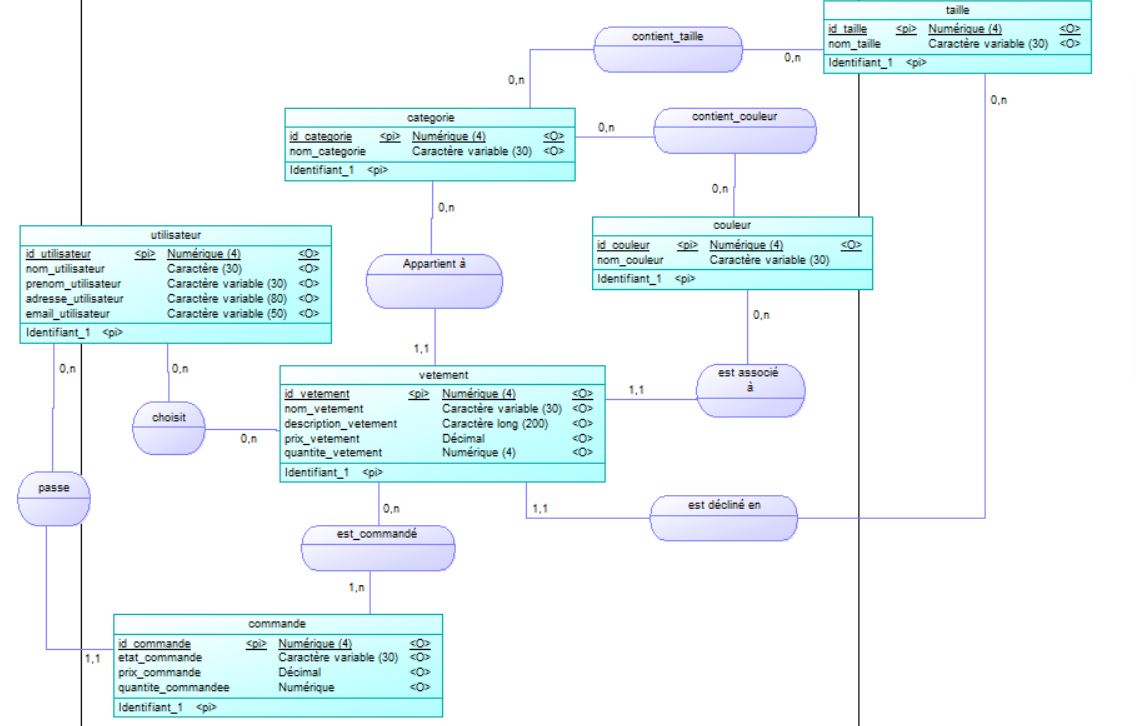 taille
id_taille <pi> Numérique (4) <O>
nom_taille Caractère variable (30) <O>
Identifiant_1 <pi>
contient_taille
0,n
0,n
0,n
categorie
id_categorie <pi> Numérique (4) <O>
nom_categorie Caractère variable (30) <O>
Identifiant_1 <pi>
0,n
contient_couleur
0,n
0,n
couleur
id_couleur <pi> Numérique (4) <O>
nom_couleur Caractère variable (30)
Identifiant_1 <pi>
utilisateur
id_utilisateur <pi> Numérique (4) <O>
nom_utilisateur Caractère (30) <O>
prenom_utilisateur Caractère variable (30) <O>
adresse_utilisateur Caractère variable (80) <O>
email_utilisateur Caractère variable (50) <O>
Identifiant_1 <pi>
Appartient à
0,n
1,1
0,n
0,n
vetement
id_vetement <pi> Numérique (4) <O>
nom_vetement Caractère variable (30) <O>
description_vetement Caractère long (200) <O>
prix_vetement Décimal <O>
quantite_vetement Numérique (4) <O>
Identifiant_1 <pi>
1,1
est associé
à
choisit
0,n
passe
0,n
1,1
est décliné en
est_commandé
1,n
commande
id_commande <pi> Numérique (4) <O>
etat_commande Caractère variable (30) <O>
prix_commande Décimal <O>
quantite_commandee Numérique <O>
Identifiant_1 <pi>
1,1